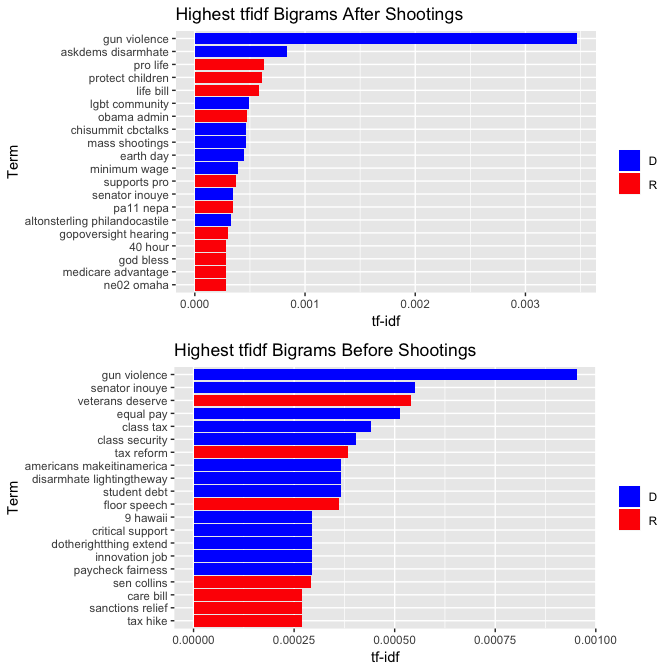 Highest tfidf Bigrams After Shootings
gun violence
askdems disarmhate
pro life
protect children
life bill
lgbt community
obama admin
chisummit cbctalks
mass shootings
earth day
minimum wage
supports pro
senator inouye
pa11 nepa
altonsterling philandocastile
gopoversight hearing
40 hour
god bless
medicare advantage
ne02 omaha
Term
0.000 0.001 0.002 0.003
tf-idf
D
R
Highest tfidf Bigrams Before Shootings
gun violence
senator inouye
veterans deserve
equal pay
class tax
class security
tax reform
americans makeitinamerica
disarmhate lightingtheway
student debt
floor speech
9 hawaii
critical support
dotherightthing extend
innovation job
paycheck fairness
sen collins
care bill
sanctions relief
tax hike
Term
0.00000 0.00025 0.00050 0.00075 0.00100
tf-idf
D
R